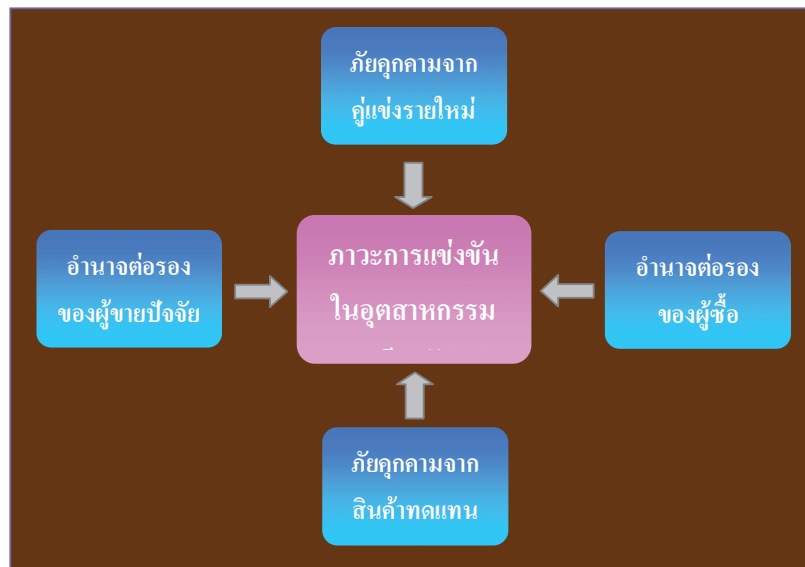 ภัยคุกคามจาก
คู่แข่งรายใหม่
อำนาจต่อรอง
ของผู้ขายปัจจัย
ภาวะการแข่งขัน
ในอุตสาหกรรม
อำนาจต่อรอง
ของผู้ซื้อ
ภัยคุกคามจาก
สินค้าทดแทน